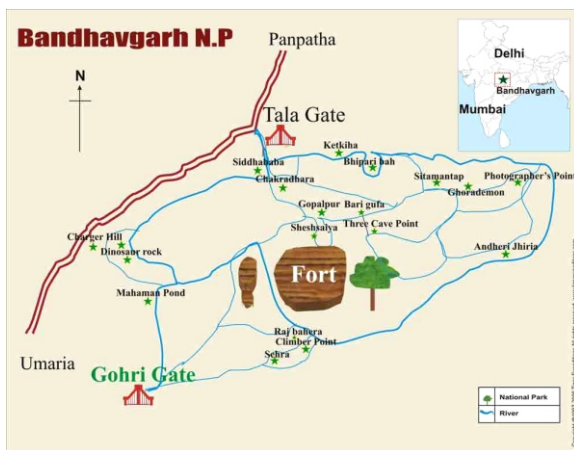 Bandhavgarh N.P
Panpatha
Delhi
Bandhavgarh
Mumbai
N
Tala Gate
Ketkiha
Siddhababa
Bhipari bah
Chakradhara
Sitamantap
Photographer's Point
Ghorademon
Gopalpur
Bari gufa
Sheshsaiya
Three Cave Point
Charger Hill
Dinosaur rock
Andheri Jhiria
Fort
Mahaman Pond
Raj bahera
Climber Point
Sehra
Umaria
Gohri Gate
National Park
River